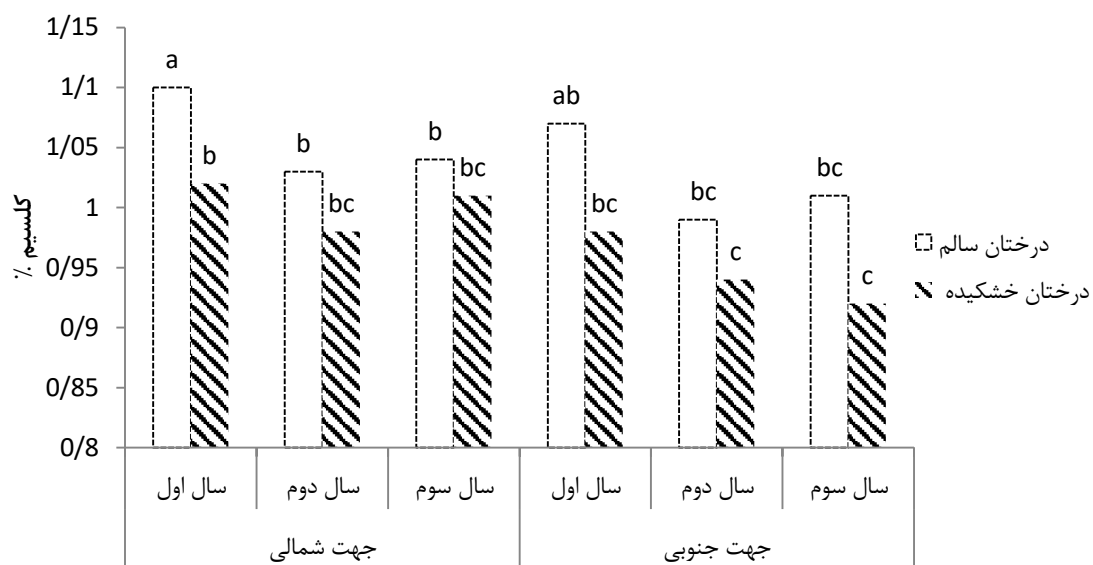 کلسیم %
1/15
1/1
1/05
1
0/95
0/9
0/85
0/8
a
b
b
bc
b
bc
ab
bc
bc
c
bc
c
سال اول
سال دوم
سال سوم
سال اول
سال دوم
سال سوم
جهت شمالی
جهت جنوبی
درختان سالم
درختان خشکیده